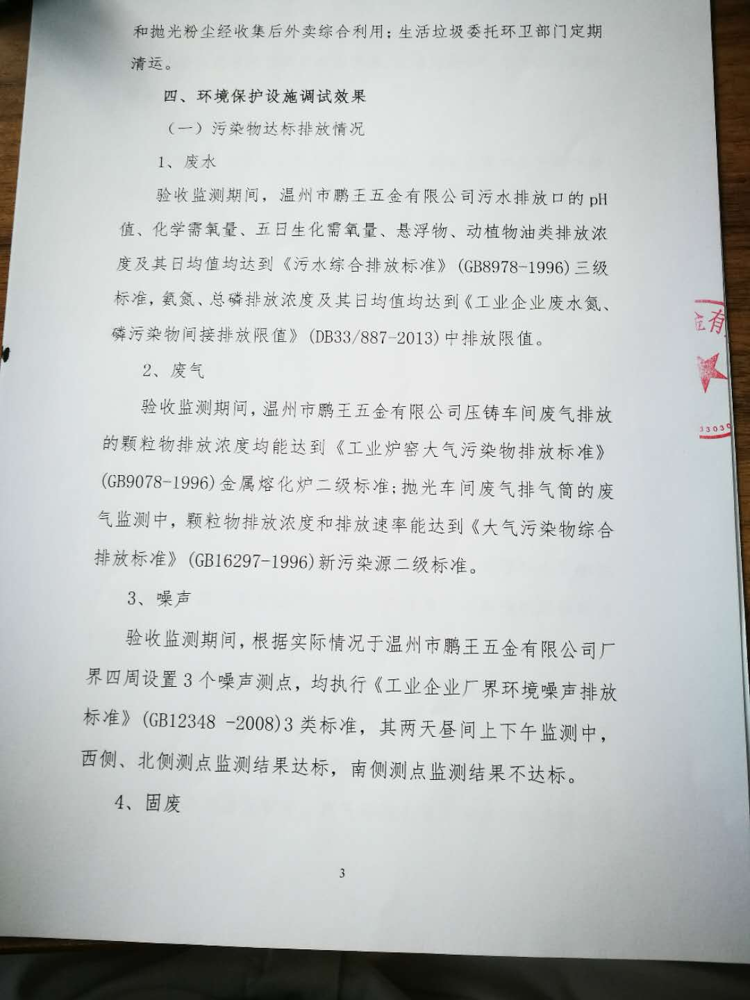 和抛光粉尘经收集后外卖综合利用；生活垃圾委托环卫部门定期
清运。
四、环境保护设施调试效果
（一）污染物达标排放情况
1、废水
验收监测期间，温州市鹏王五金有限公司污水排放口的 pH
值、化学需氧量、五日生化需氧量、悬浮物、动植物油类排放浓
度及其日均值均达到《污水综合排放标准》(GB8978-1996)三级
标准，氨氮、总磷排放浓度及其日均值均达到《工业企业废水氮、
磷污染物间接排放限值》(DB33/887-2013)中排放限值。
2、废气
验收监测期间，温州市鹏王五金有限公司压铸车间废气排放
的颗粒物排放浓度均能达到《工业炉窑大气污染物排放标准》
(GB9078-1996)金属熔化炉二级标准;抛光车间废气排气筒的废
气监测中，颗粒物排放浓度和排放速率能达到《大气污染物综合
排放标准》(GB16297-1996)新污染源二级标准。
3、噪声
验收监测期间，根据实际情况于温州市鹏王五金有限公司厂
界四周设置 3 个噪声测点，均执行《工业企业厂界环境噪声排放
标准》(GB12348 -2008)3 类标准，其两天昼间上下午监测中，
西侧、北侧测点监测结果达标，南侧测点监测结果不达标。
4、固废
3
有
33030